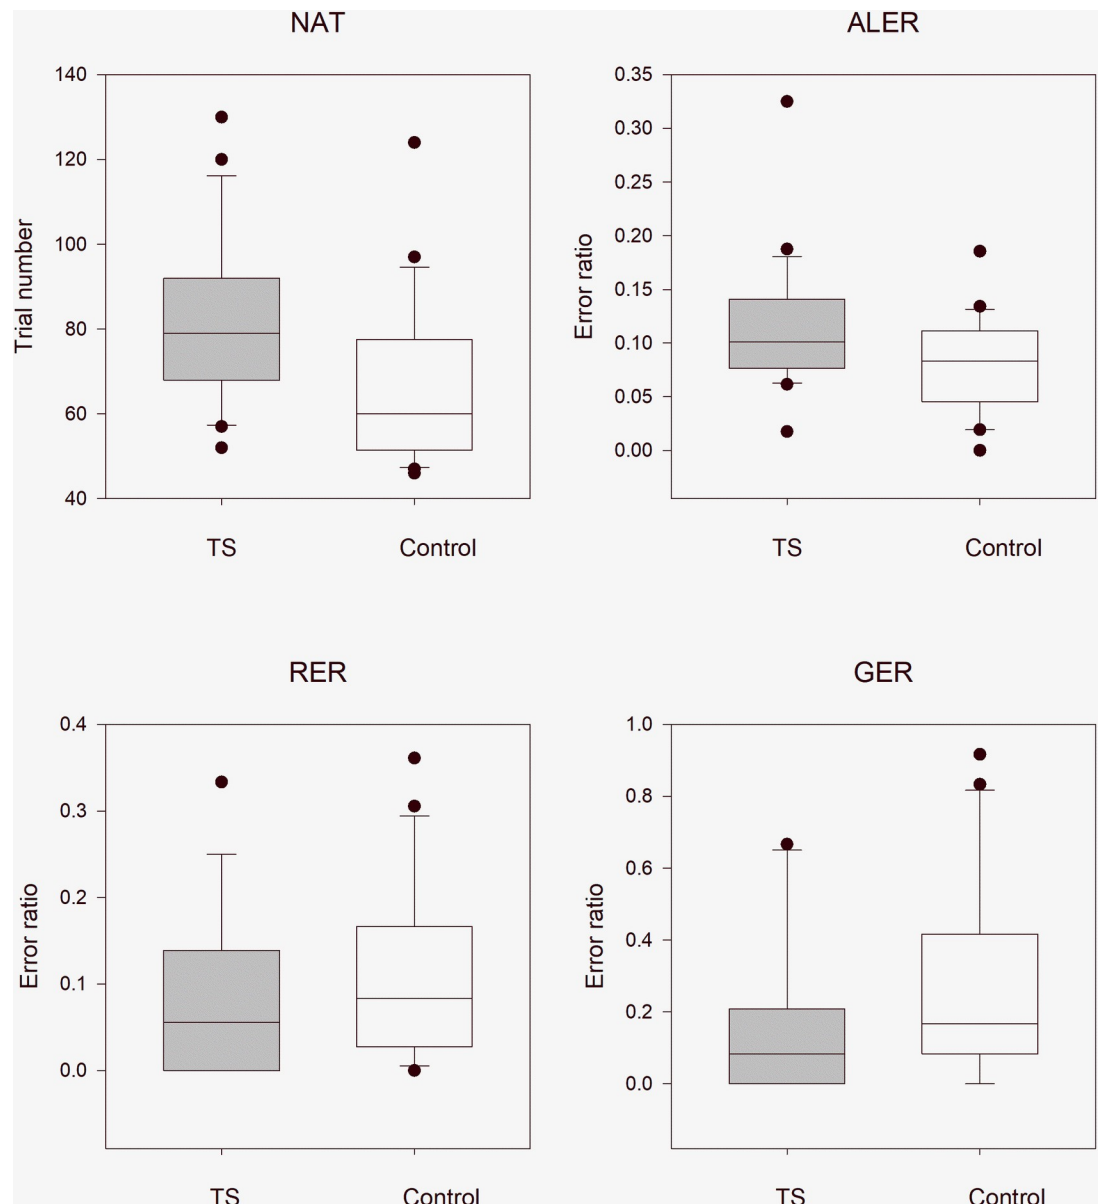 NAT
140
120
100
80
60
40
Trial number
TS Control
ALER
0.35
0.30
0.25
0.20
0.15
0.10
0.05
0.00
Error ratio
TS Control
RER
0.4
0.3
0.2
0.1
0.0
Error ratio
TS Control
GER
1.0
0.8
0.6
0.4
0.2
0.0
Error ratio
TS Control